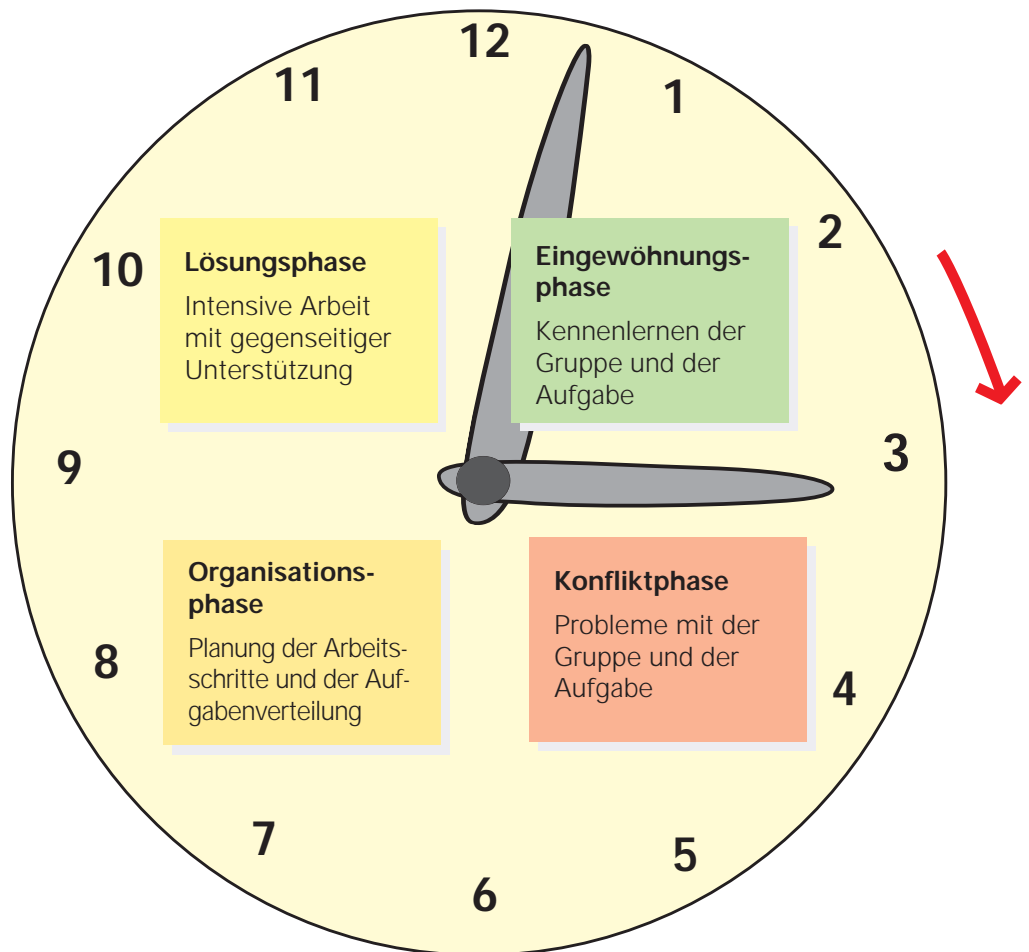 12
1
2
3
4
5
6
7
8
9
10
11
Eingewöhnungs-
phase
Kennenlernen der
Gruppe und der
Aufgabe
Konfliktphase
Probleme mit der
Gruppe und der
Aufgabe
Organisations-
phase
Planung der Arbeits-
schritte und der Auf-
gabenverteilung
Lösungsphase
Intensive Arbeit
mit gegenseitiger
Unterstützung